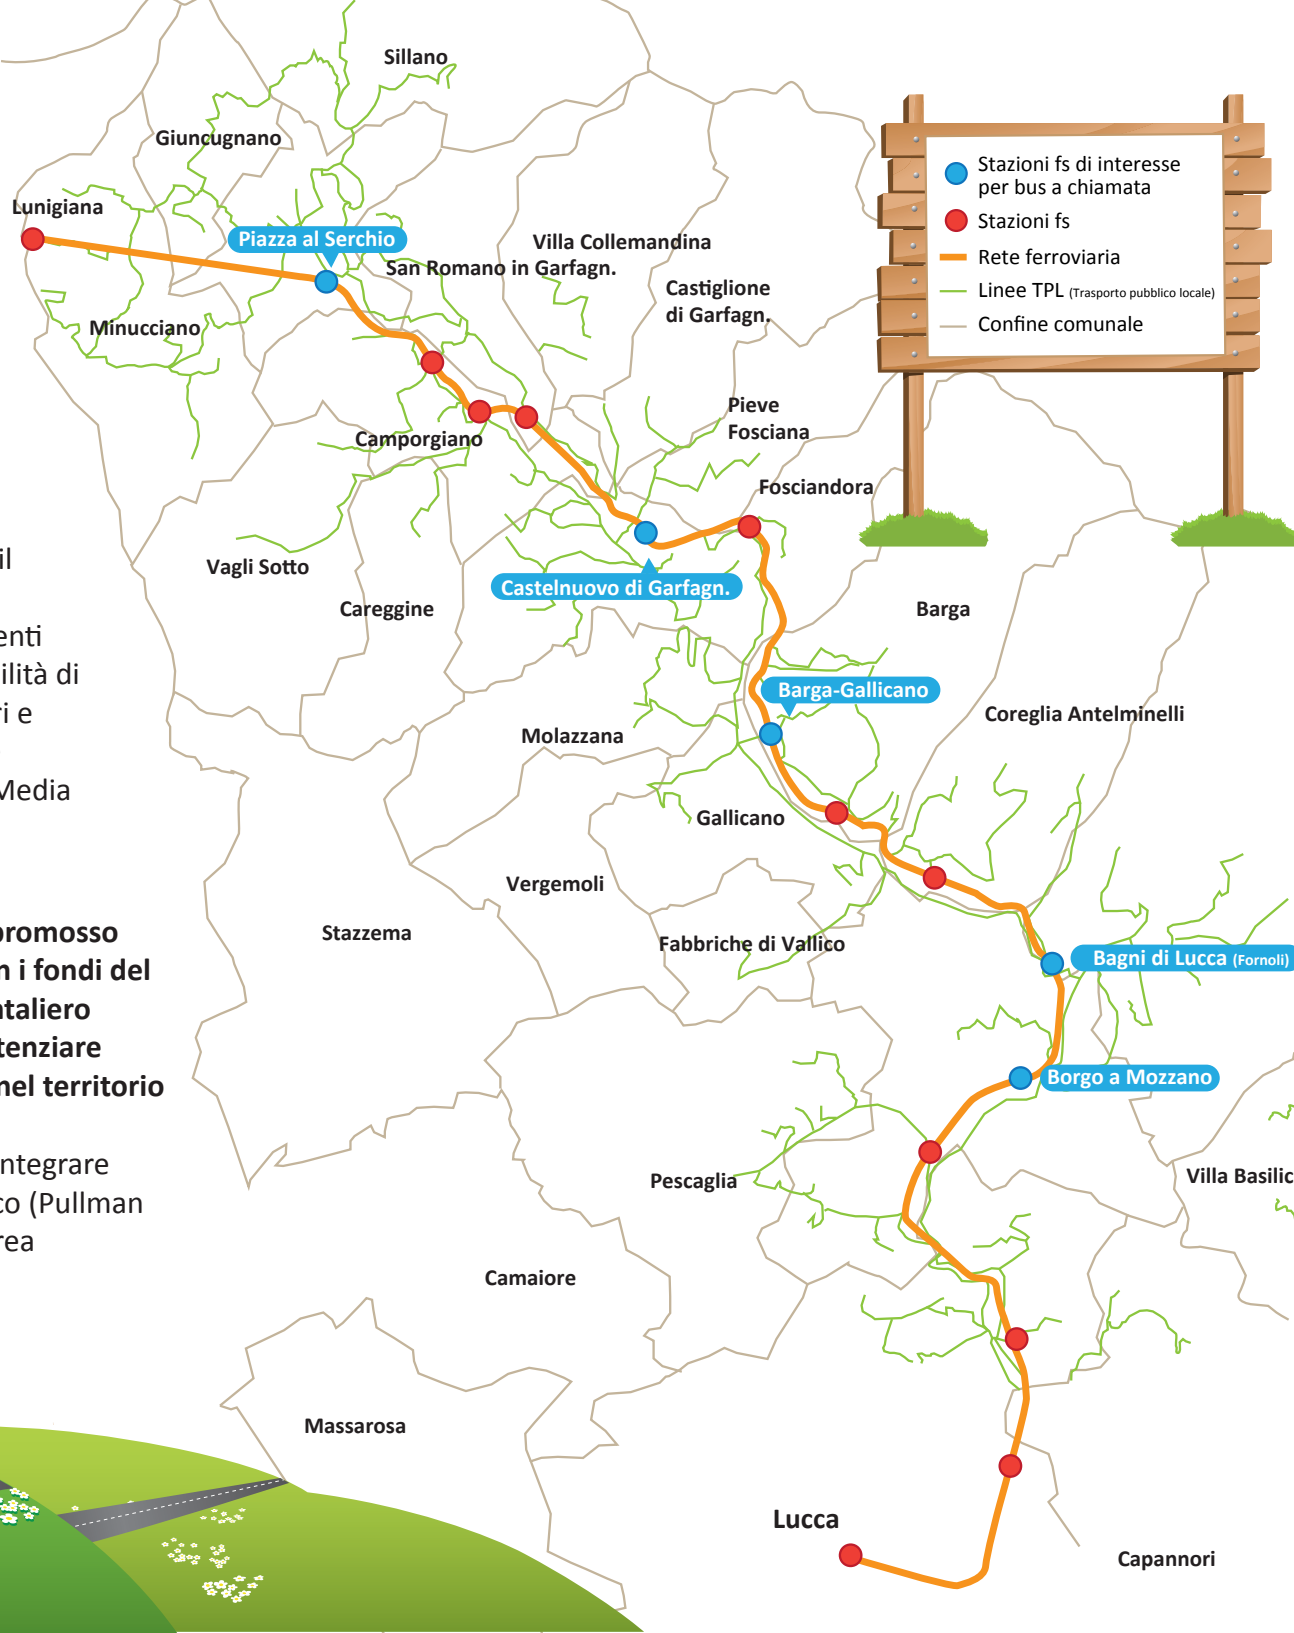 Sillano
Giuncugnano
Lunigiana
Piazza al Serchio
San Romano in Garfagn.
Villa Collemandina
Castiglione
di Garfagn.
Minucciano
Stazioni fs di interesse
per bus a chiamata
Stazioni fs
Rete ferroviaria
Linee TPL (Trasporto pubblico locale)
Confine comunale
Pieve
Fosciana
Camporgiano
Fosciandora
Vagli Sotto
Careggine
Castelnuovo di Garfagn.
Barga
Barga-Gallicano
Coreglia Antelminelli
Molazzana
Gallicano
Vergemoli
Stazzema
Fabbriche di Vallico
Bagni di Lucca (Fornoli)
Borgo a Mozzano
Pescaglia
Villa Basilic
Camaiore
Massarosa
Lucca
Capannori
il
enti
ilità di
ri e
Media
promosso
n i fondi del
ntaliero
tenziare
nel territorio
integrare
co (Pullman
rea